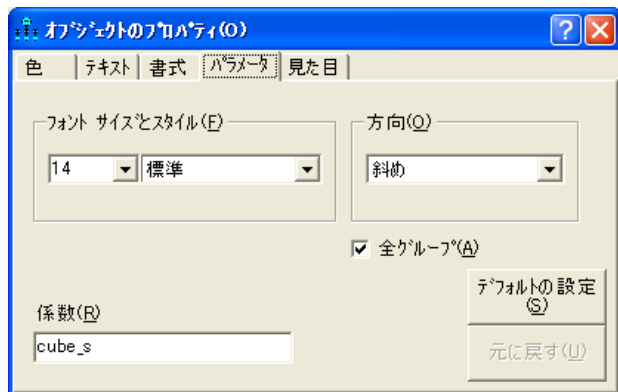 ｵﾌﾞｼﾞｪｸﾄのﾌﾟﾛﾊﾟﾃｨ(O)
色 ﾃｷｽﾄ 書式 ﾊﾟﾗﾒｰﾀ 見た目
ﾌｫﾝﾄ ｻｲｽﾞとｽﾀｲﾙ(F) 方向(O)
14 標準 斜め
全ｸﾞﾙｰﾌﾟ(A)
係数(R)
cube_s
ﾃﾞﾌｫﾙﾄの設定
(S)
元に戻す(U)